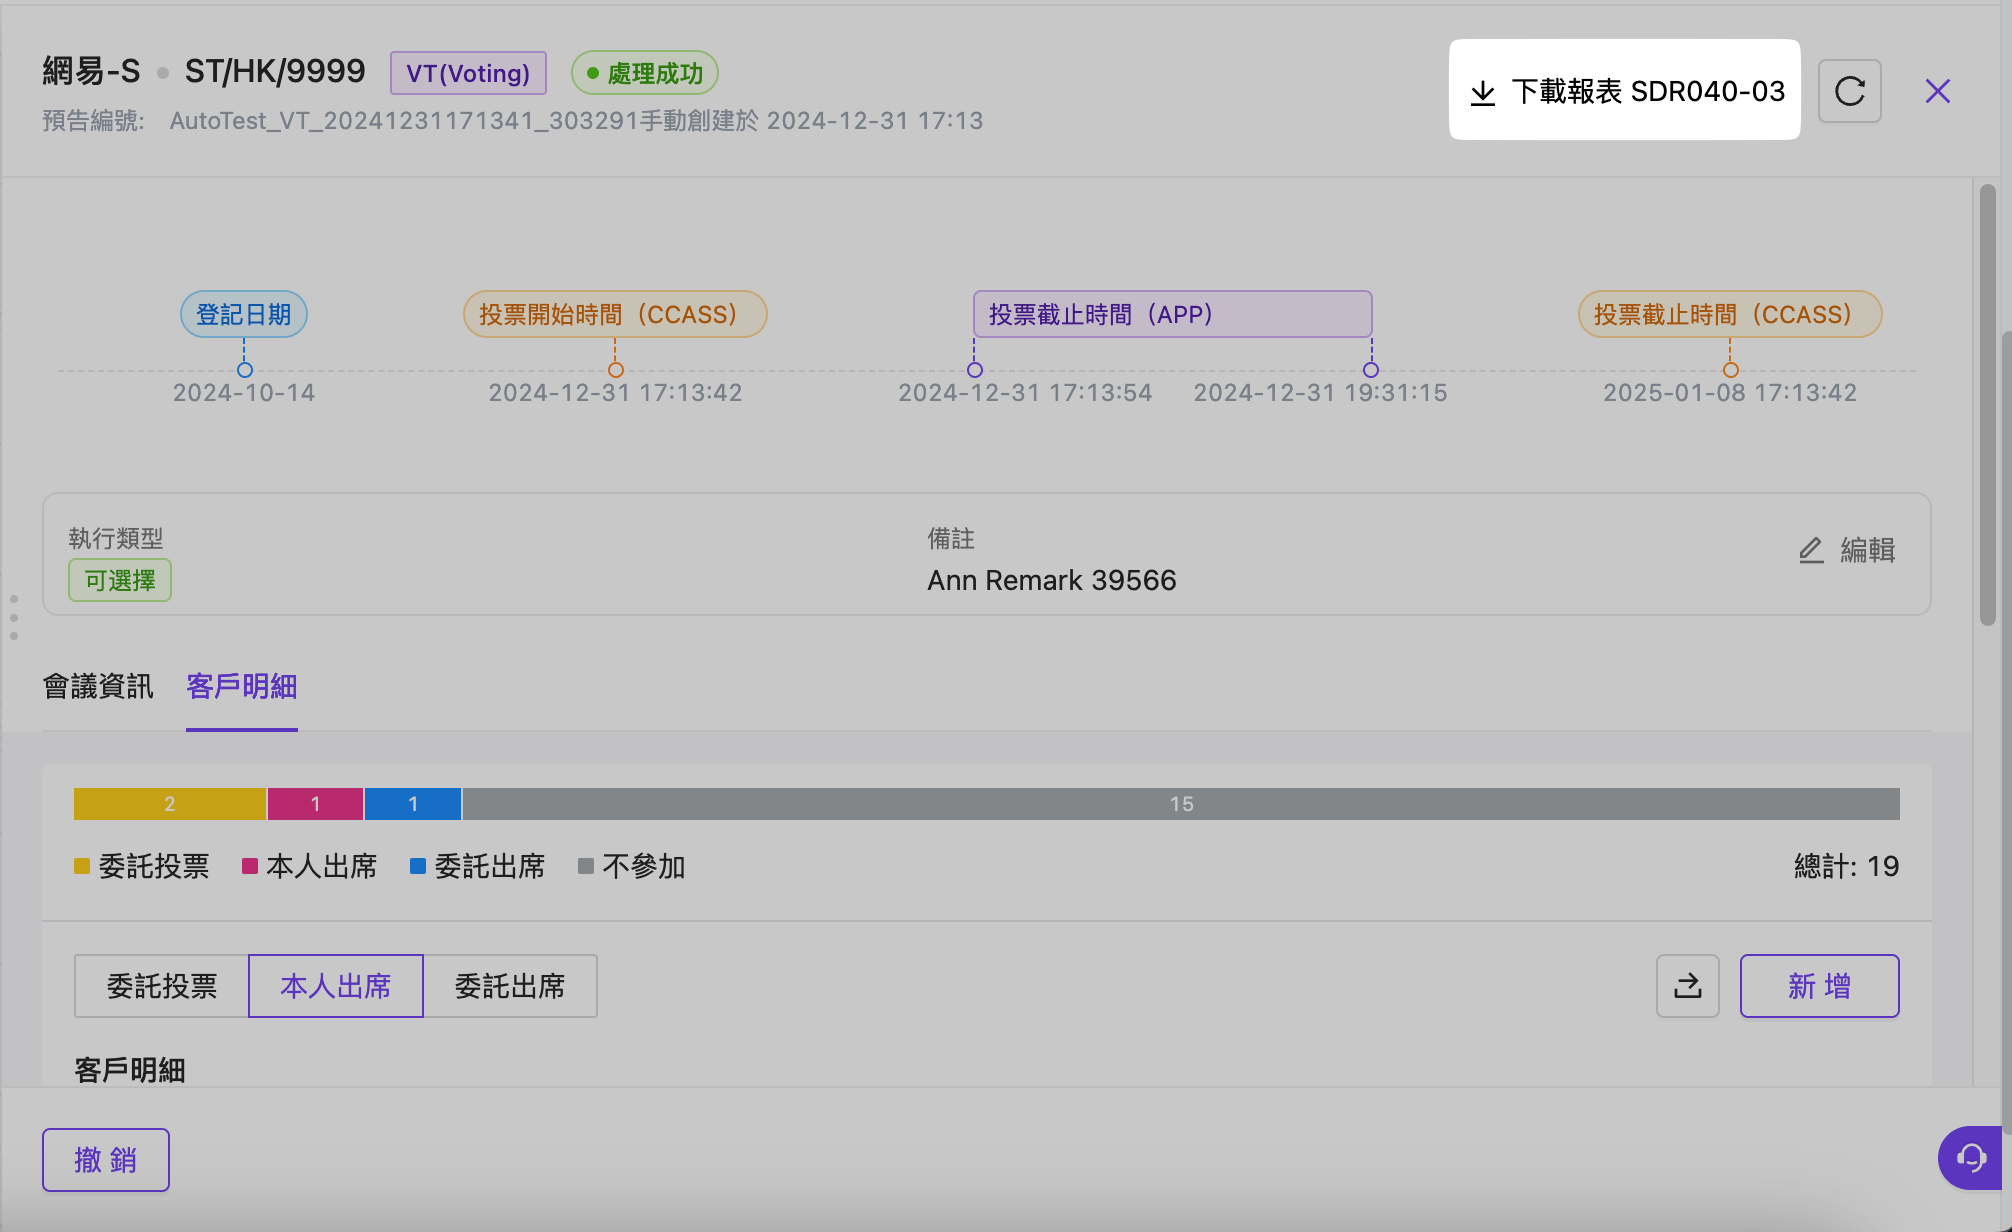 網易-S ST/HK/9999 VT(Voting) 處理成功
預告編號: AutoTest_VT_20241231171341_303291手動創建於 2024-12-31 17:13
下載報表 SDR040-03
登記日期 投票開始時間（CCASS） 投票截止時間（APP） 投票截止時間（CCASS）
2024-10-14 2024-12-31 17:13:42 2024-12-31 17:13:54 2024-12-31 19:31:15 2025-01-08 17:13:42
執行類型 備註
可選擇 Ann Remark 39566
編輯
會議資訊 客戶明細
2 1 1 15
委託投票 本人出席 委託出席 不參加 總計: 19
委託投票 本人出席 委託出席 新增
客戶明細
撤銷